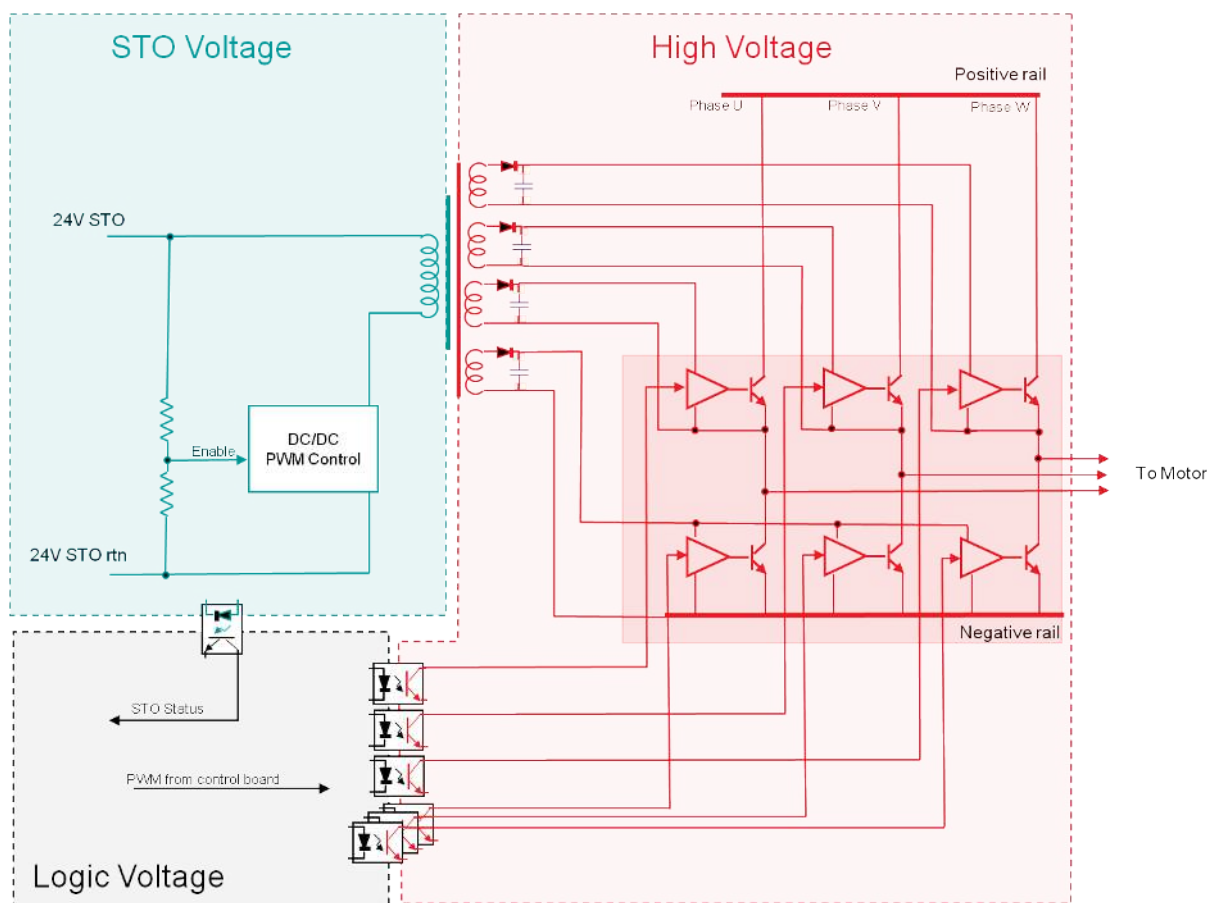 STO Voltage
High Voltage
Positive rail
Phase U
Phase V
Phase W
24V STO
Enable
DC/DC
PWM Control
To Motor
24V STO rtn
Negative rail
STO Status
PWM from control board
Logic Voltage